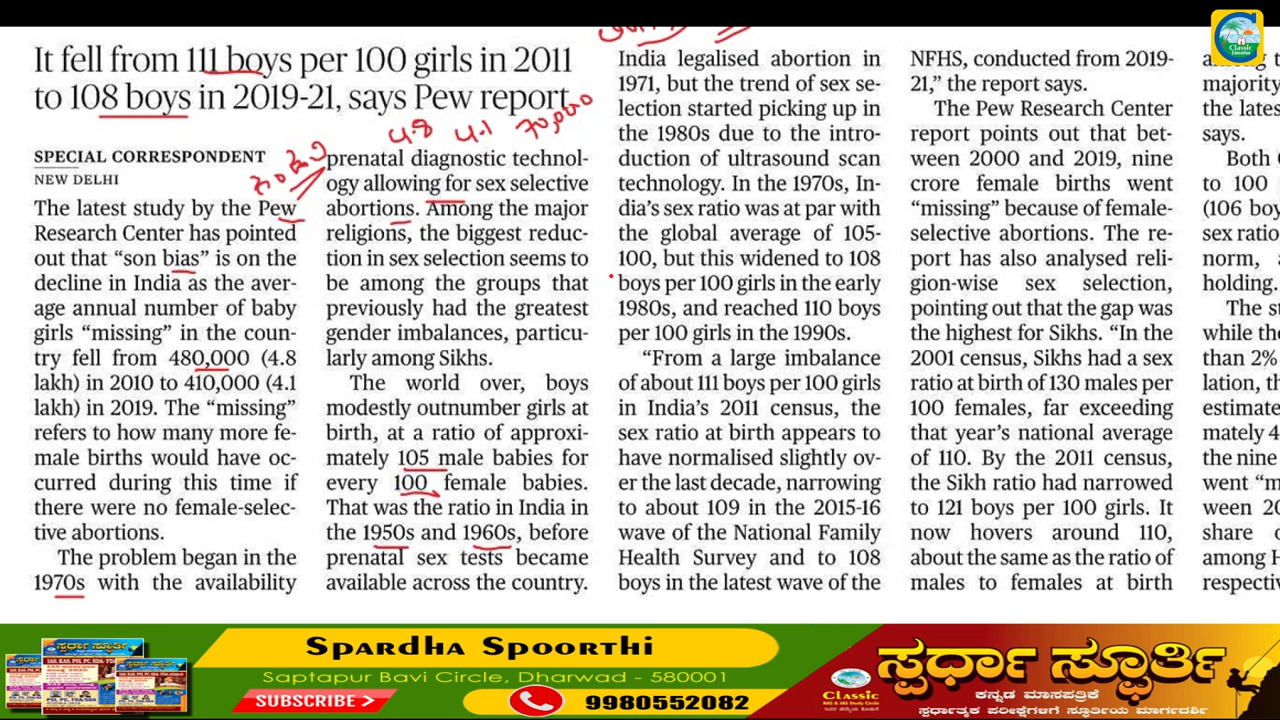 It fell from 111 boys per 100 girls in 2011
to 108 boys in 2019-21, says Pew report
SPECIAL CORRESPONDENT
NEW DELHI
The latest study by the Pew
Research Center has pointed
out that “son bias” is on the
decline in India as the aver-
age annual number of baby
girls “missing” in the coun-
try fell from 480,000 (4.8
lakh) in 2010 to 410,000 (4.1
lakh) in 2019. The “missing”
refers to how many more fe-
male births would have oc-
curred during this time if
there were no female-selec-
tive abortions.
The problem began in the
1970s with the availability
4.8 4.1 70,000
prenatal diagnostic technol-
ogy allowing for sex selective
abortions. Among the major
religions, the biggest reduc-
tion in sex selection seems to
be among the groups that
previously had the greatest
gender imbalances, particu-
larly among Sikhs.
The world over, boys
modestly outnumber girls at
birth, at a ratio of approxi-
mately 105 male babies for
every 100 female babies.
That was the ratio in India in
the 1950s and 1960s, before
prenatal sex tests became
available across the country.
India legalised abortion in
1971, but the trend of sex se-
lection started picking up in
the 1980s due to the intro-
duction of ultrasound scan
technology. In the 1970s, In-
dia’s sex ratio was at par with
the global average of 105-
100, but this widened to 108
boys per 100 girls in the early
1980s, and reached 110 boys
per 100 girls in the 1990s.
“From a large imbalance
of about 111 boys per 100 girls
in India’s 2011 census, the
sex ratio at birth appears to
have normalised slightly ov-
er the last decade, narrowing
to about 109 in the 2015-16
wave of the National Family
Health Survey and to 108
boys in the latest wave of the
NFHS, conducted from 2019-
21,” the report says.
The Pew Research Center
report points out that bet-
ween 2000 and 2019, nine
crore female births went
“missing” because of female-
selective abortions. The re-
port has also analysed reli-
gion-wise sex selection,
pointing out that the gap was
the highest for Sikhs. “In the
2001 census, Sikhs had a sex
ratio at birth of 130 males per
100 females, far exceeding
that year’s national average
of 110. By the 2011 census,
the Sikh ratio had narrowed
to 121 boys per 100 girls. It
now hovers around 110,
about the same as the ratio of
males to females at birth
majority
the lates
says.
Both
to 100
(106 boy
sex ratio
norm,
holding.
The s
while the
than 2%
lation, th
estimate
mately 4
the nine
went “m
ween 20
share
among
respectiv
Classic
Education
Spardha Spoorthi
Saptapur Bavi Circle, Dharwad - 580001
SUBSCRIBE
9980552082
ಸ್ಪರ್ಧಾ ಸ್ಫೂರ್ತಿ
Classic
ಕನ್ನಡ ಮಾಸಪತ್ರಿಕೆ
ಸ್ಪರ್ಧಾತ್ಮಕ ಪರೀಕ್ಷೆಗಳಿಗೆ ಸ್ಫೂರ್ತಿಯ ಮಾರ್ಗದರ್ಶಿ